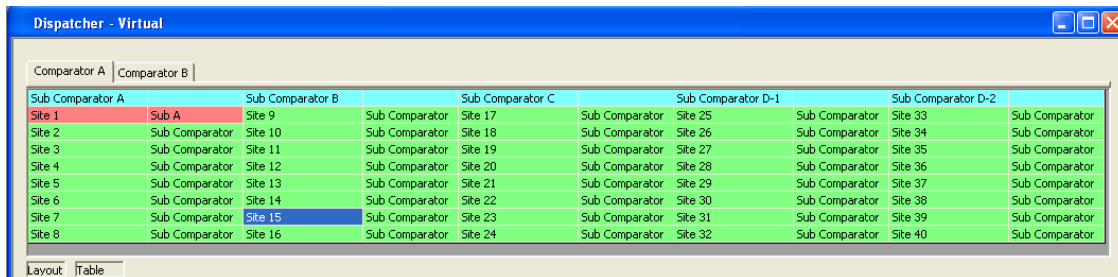 Dispatcher - Virtual
Comparator A Comparator B
Sub Comparator A Sub Comparator B Sub Comparator C Sub Comparator D-1 Sub Comparator D-2
Site 1 Sub A Site 9 Sub Comparator Site 17 Sub Comparator Site 25 Sub Comparator Site 33 Sub Comparator
Site 2 Sub Comparator Site 10 Sub Comparator Site 18 Sub Comparator Site 26 Sub Comparator Site 34 Sub Comparator
Site 3 Sub Comparator Site 11 Sub Comparator Site 19 Sub Comparator Site 27 Sub Comparator Site 35 Sub Comparator
Site 4 Sub Comparator Site 12 Sub Comparator Site 20 Sub Comparator Site 28 Sub Comparator Site 36 Sub Comparator
Site 5 Sub Comparator Site 13 Sub Comparator Site 21 Sub Comparator Site 29 Sub Comparator Site 37 Sub Comparator
Site 6 Sub Comparator Site 14 Sub Comparator Site 22 Sub Comparator Site 30 Sub Comparator Site 38 Sub Comparator
Site 7 Sub Comparator Site 15 Sub Comparator Site 23 Sub Comparator Site 31 Sub Comparator Site 39 Sub Comparator
Site 8 Sub Comparator Site 16 Sub Comparator Site 24 Sub Comparator Site 32 Sub Comparator Site 40 Sub Comparator
Layout Table